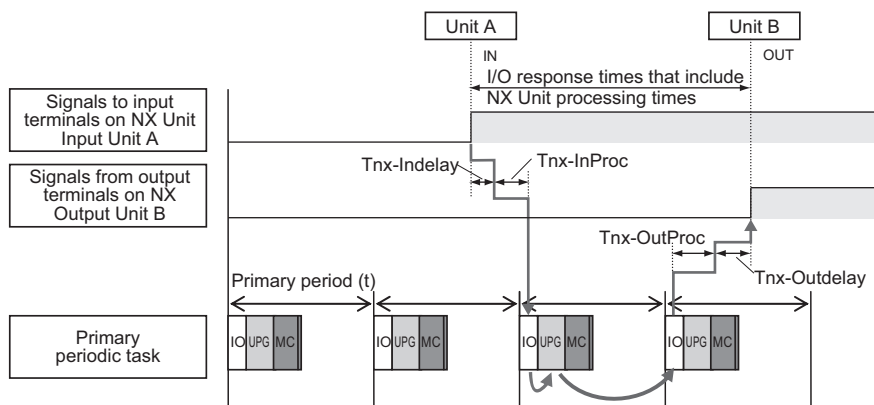 Unit A
Unit B
IN
OUT
I/O response times that include
NX Unit processing times
Signals to input
terminals on NX Unit
Input Unit A
Tnx-Indelay
Tnx-InProc
Signals from output
terminals on NX
Output Unit B
Tnx-OutProc
Tnx-Outdelay
Primary period (t)
Primary
periodic task
IO UPG MC
IO UPG MC
IO UPG MC
IO UPG MC